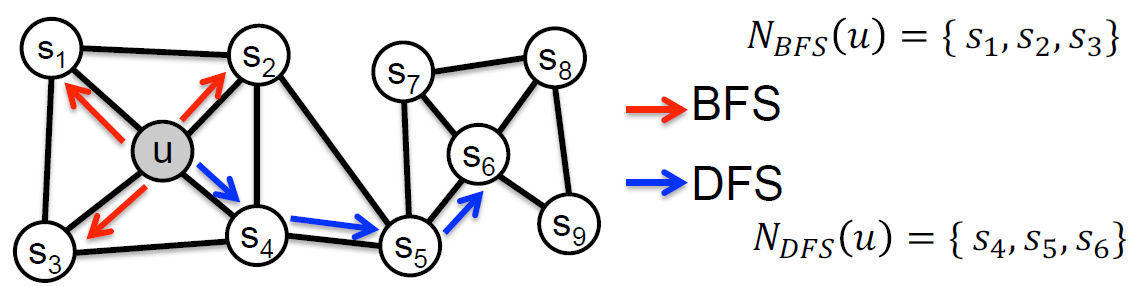 s1
s2
s7
s8
u
s6
s3
s4
s5
s9
N_BFS(u) = { s1, s2, s3}
BFS
DFS
N_DFS(u) = { s4, s5, s6}